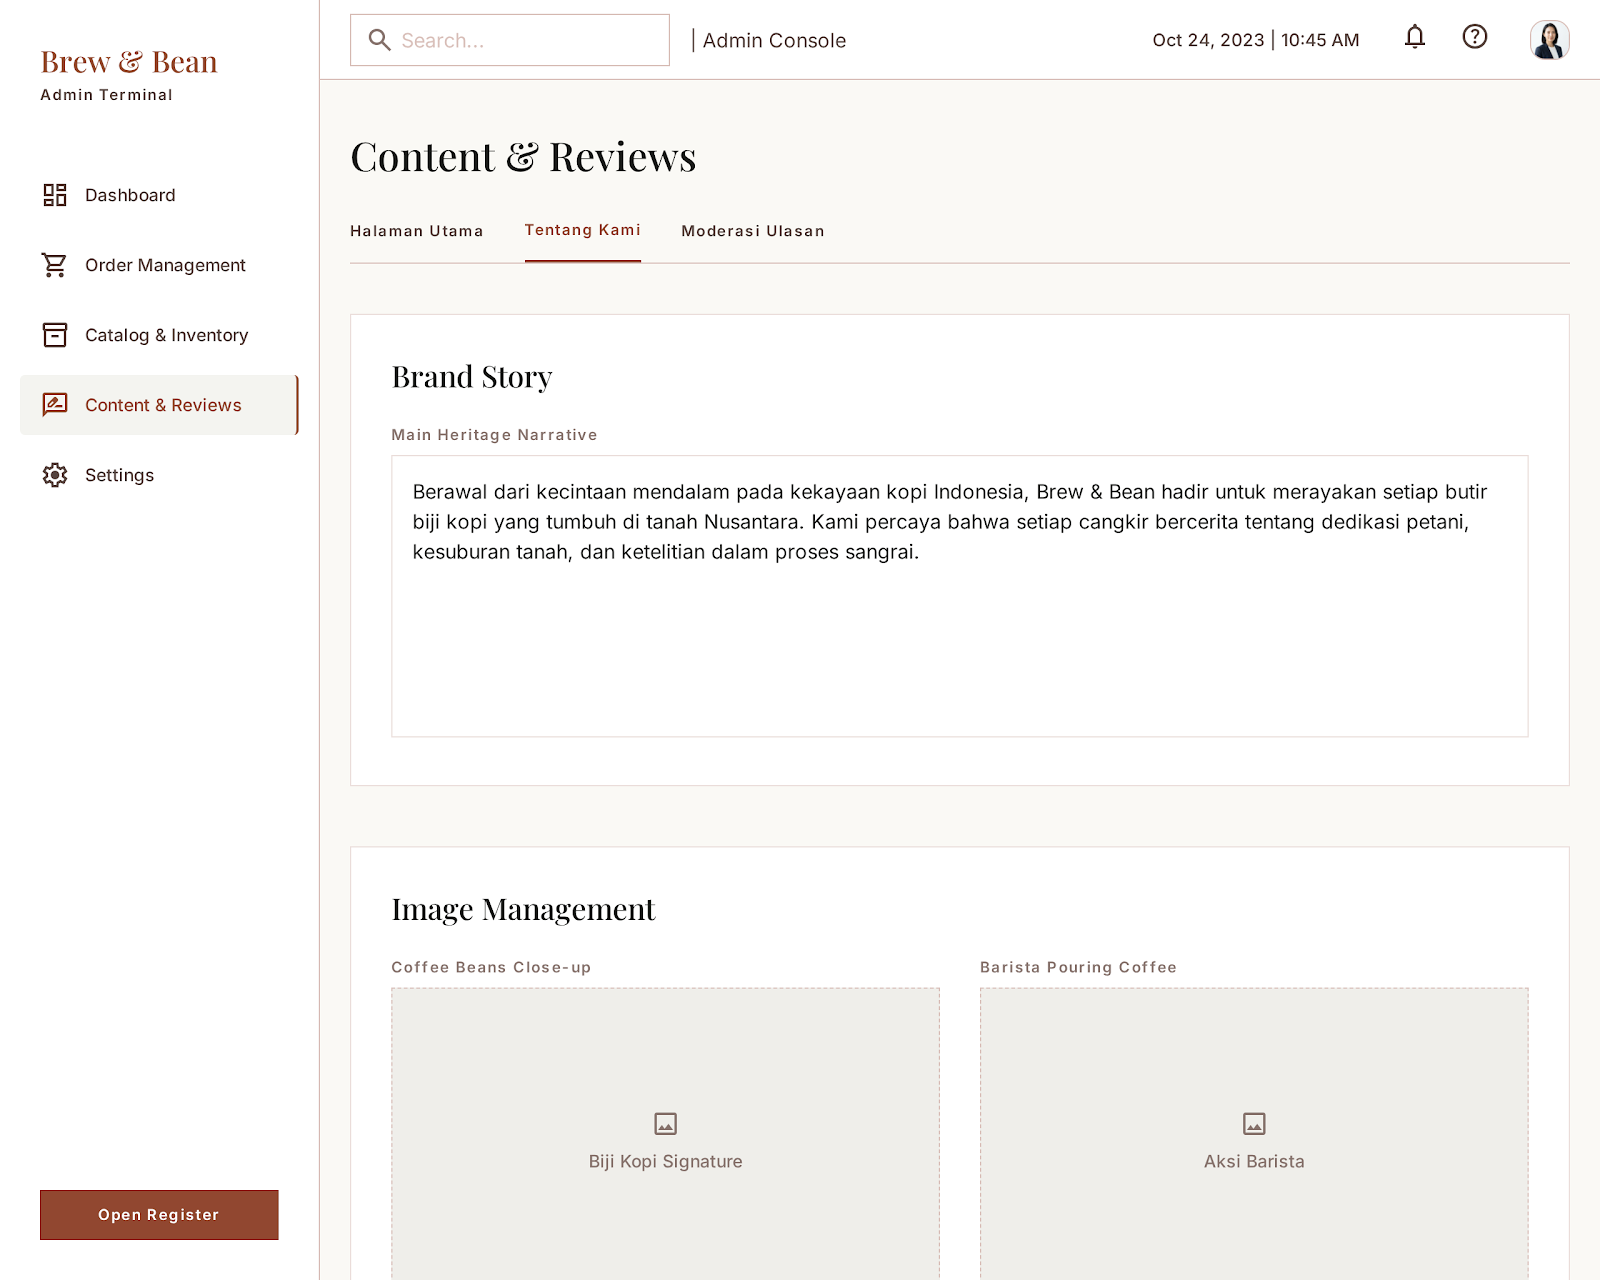 Brew & Bean
Admin Terminal
Dashboard
Order Management
Catalog & Inventory
Content & Reviews
Settings
Open Register
Search...
| Admin Console
Oct 24, 2023 | 10:45 AM
Content & Reviews
Halaman Utama
Tentang Kami
Moderasi Ulasan
Brand Story
Main Heritage Narrative
Berawal dari kecintaan mendalam pada kekayaan kopi Indonesia, Brew & Bean hadir untuk merayakan setiap butir
biji kopi yang tumbuh di tanah Nusantara. Kami percaya bahwa setiap cangkir bercerita tentang dedikasi petani,
kesuburan tanah, dan ketelitian dalam proses sangrai.
Image Management
Coffee Beans Close-up
Biji Kopi Signature
Barista Pouring Coffee
Aksi Barista